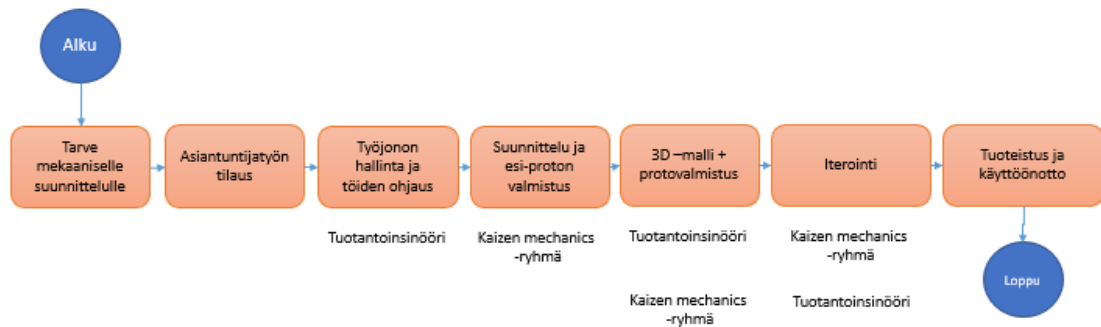 Alku
Tarve
mekaaniselle
suunnittelulle
Asiantuntijatyön
tilaus
Työjonon
hallinta ja
töiden ohjaus
Suunnittelu ja
esi-proton
valmistus
3D –malli +
protovalmistus
Iterointi
Tuoteistus ja
käyttöönotto
Tuotantoinsinööri
Kaizen mechanics
-ryhmä
Tuotantoinsinööri
Kaizen mechanics
-ryhmä
Kaizen mechanics
-ryhmä
Tuotantoinsinööri
Loppu